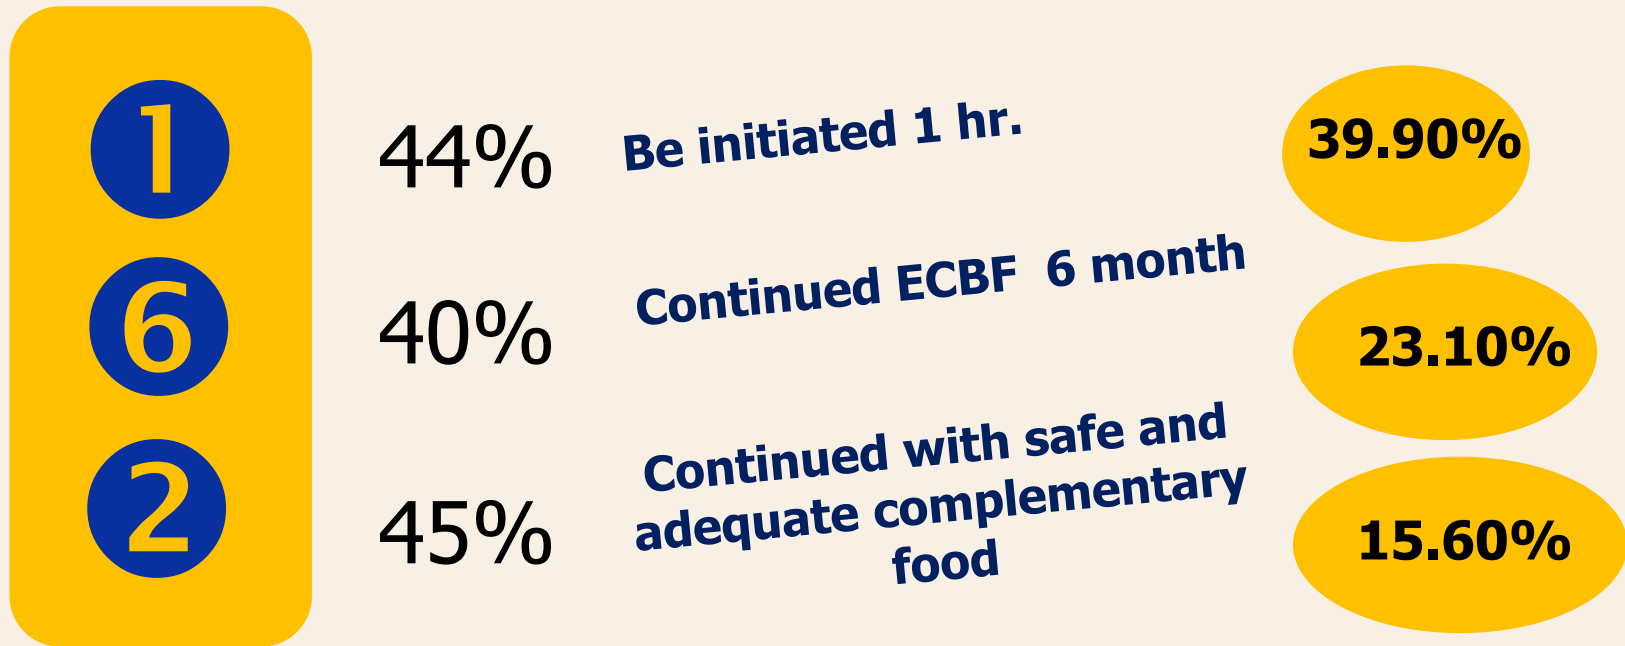 1
44%
Be initiated 1 hr.
39.90%
6
40%
Continued ECBF 6 month
23.10%
2
45%
Continued with safe and
adequate complementary
food
15.60%